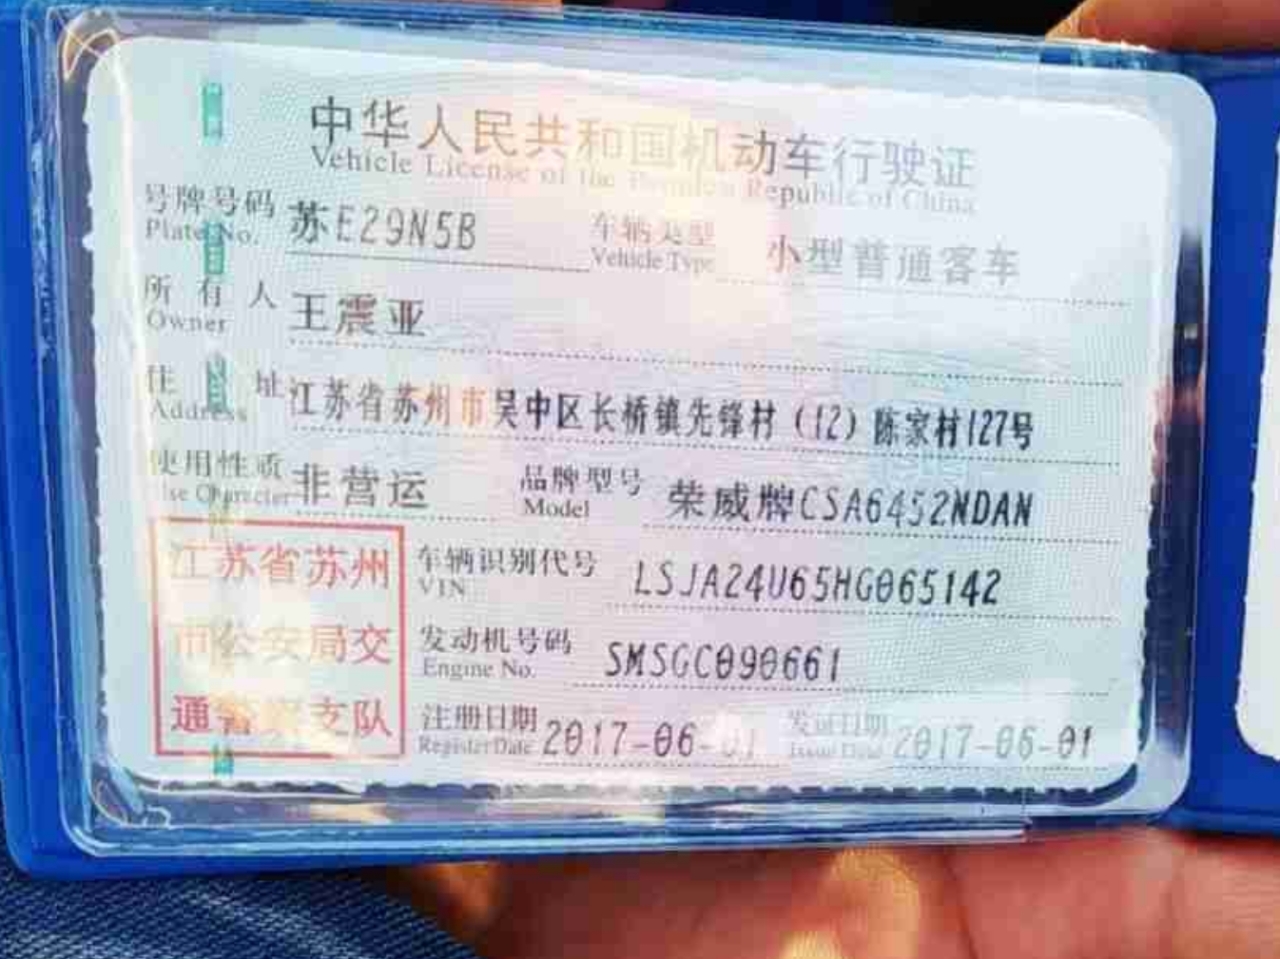 中华人民共和国机动车行驶证
Vehicle License of the People's Republic of China
号牌号码 苏E29N5B 车辆类型 小型普通客车
Plate No. Vehicle Type
所有人 王震亚
Owner
住址 江苏省苏州市吴中区长桥镇先锋村(12)陈家村127号
Address
使用性质 非营运 品牌型号 荣威牌CSA6452NDAN
Use Character Model
江苏省苏州
市公安局交
通警察支队
车辆识别代号 LSJA24U65HG065142
VIN
发动机号码 SMSGC090661
Engine No.
注册日期 2017-06-01 发证日期 2017-06-01
Register Date Issue Date